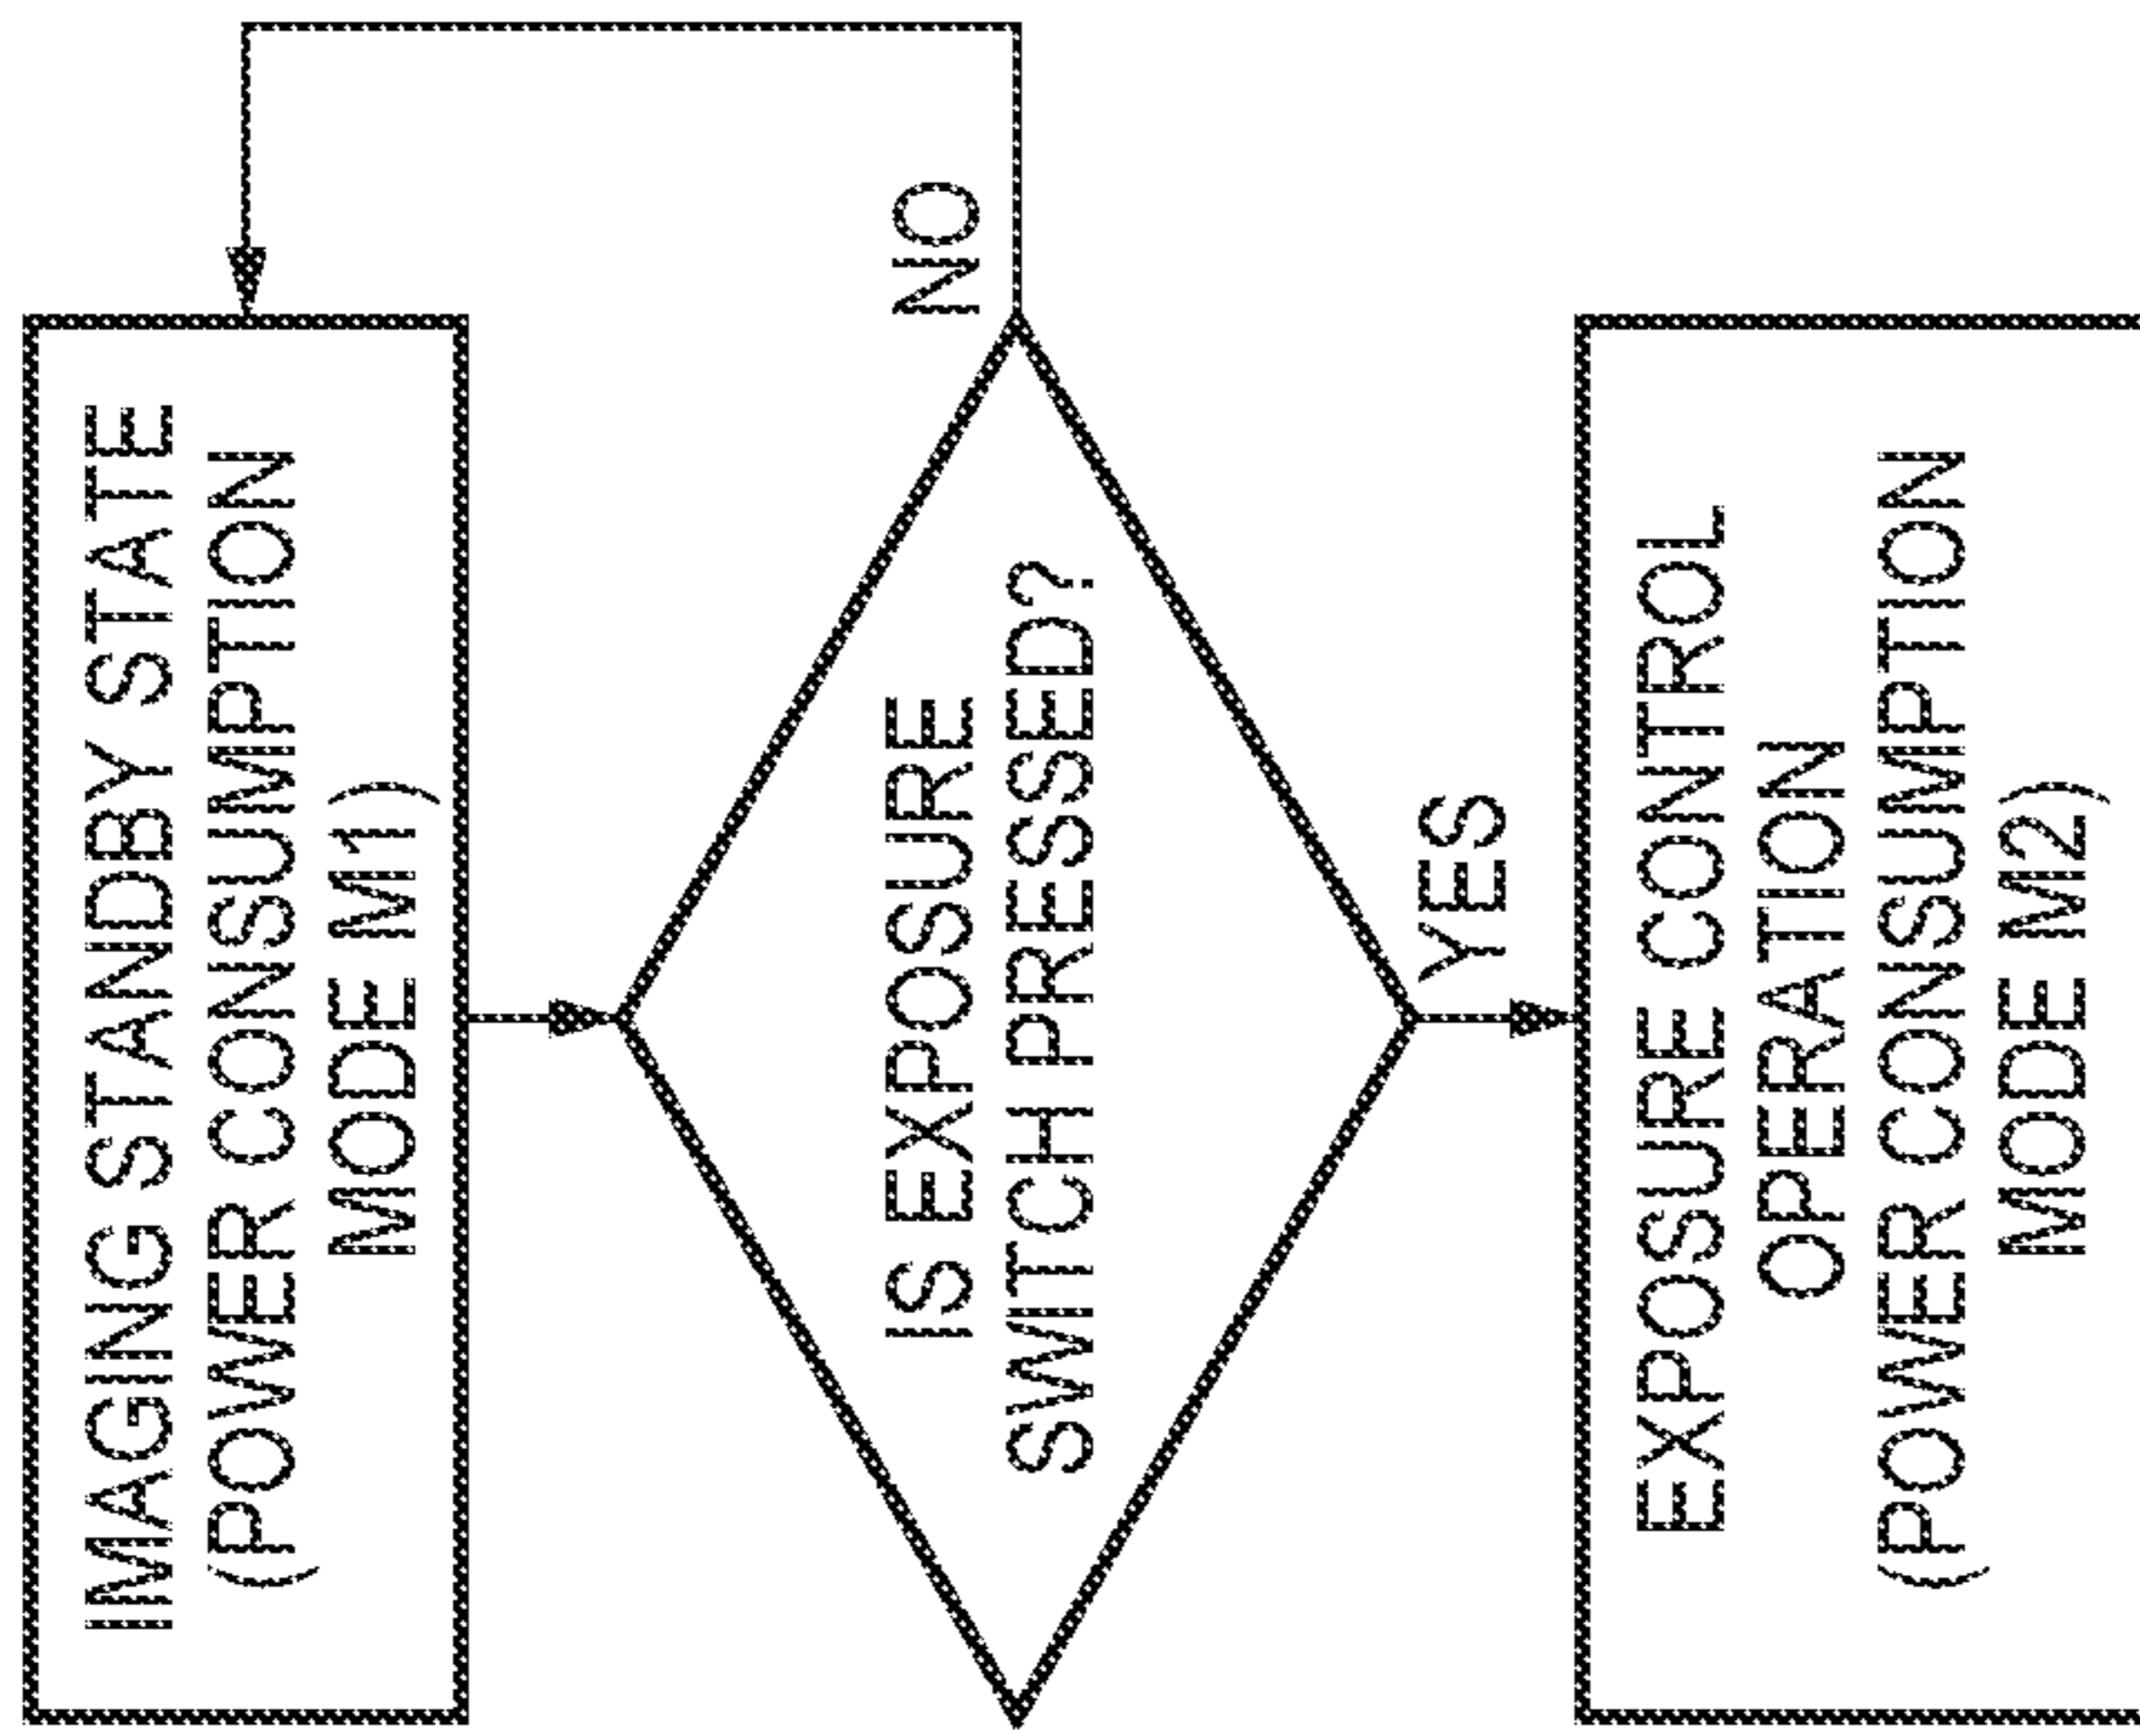 IMAGING STANDBY STATE
(POWER CONSUMPTION
MODE M1)
IS EXPOSURE
SWITCH PRESSED?
NO
YES
EXPOSURE CONTROL
OPERATION
(POWER CONSUMPTION
MODE M2)